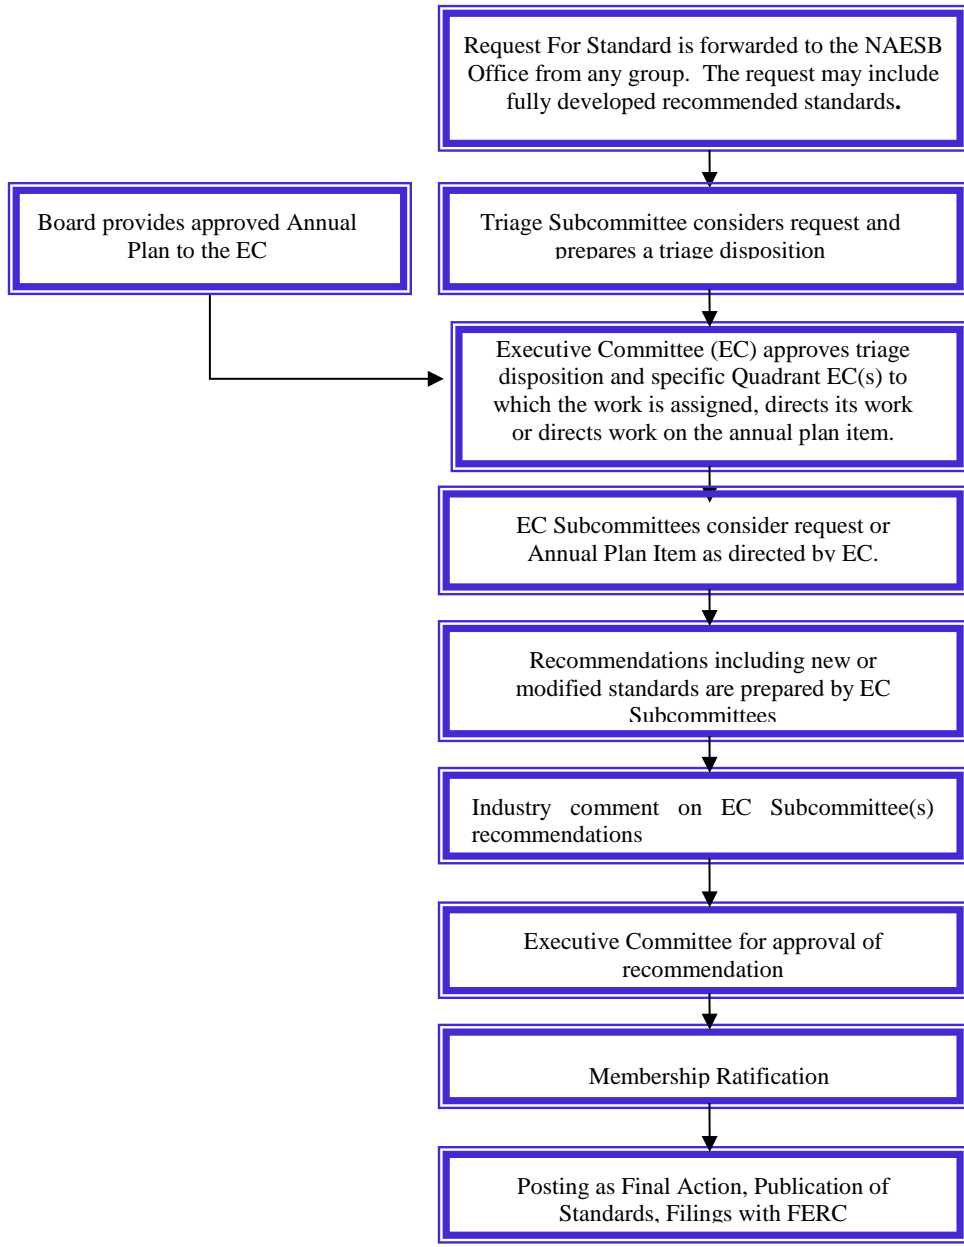 Request For Standard is forwarded to the NAESB
Office from any group.  The request may include
fully developed recommended standards.
Board provides approved Annual
Plan to the EC
Triage Subcommittee considers request and
prepares a triage disposition
Executive Committee (EC) approves triage
disposition and specific Quadrant EC(s) to
which the work is assigned, directs its work
or directs work on the annual plan item.
EC Subcommittees consider request or
Annual Plan Item as directed by EC.
Recommendations including new or
modified standards are prepared by EC
Subcommittees
Industry comment on EC Subcommittee(s)
recommendations
Executive Committee for approval of
recommendation
Membership Ratification
Posting as Final Action, Publication of
Standards, Filings with FERC